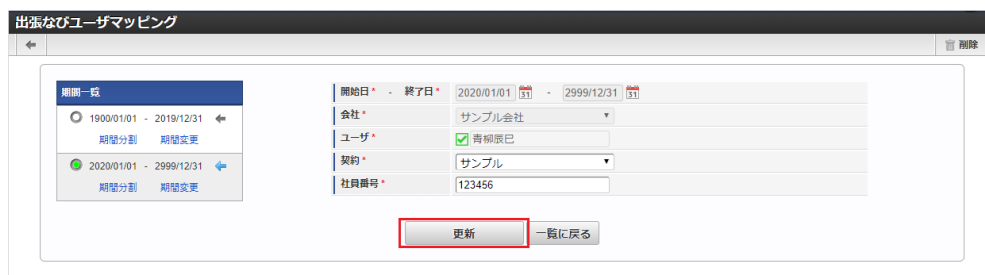 出張なびユーザマッピング
削除
期間一覧
1900/01/01 - 2019/12/31
期間分割 期間変更
2020/01/01 - 2999/12/31
期間分割 期間変更
開始日* - 終了日* 2020/01/01 31 - 2999/12/31 31
会社* サンプル会社
ユーザ* 青柳辰巳
契約* サンプル
社員番号* 123456
更新 一覧に戻る